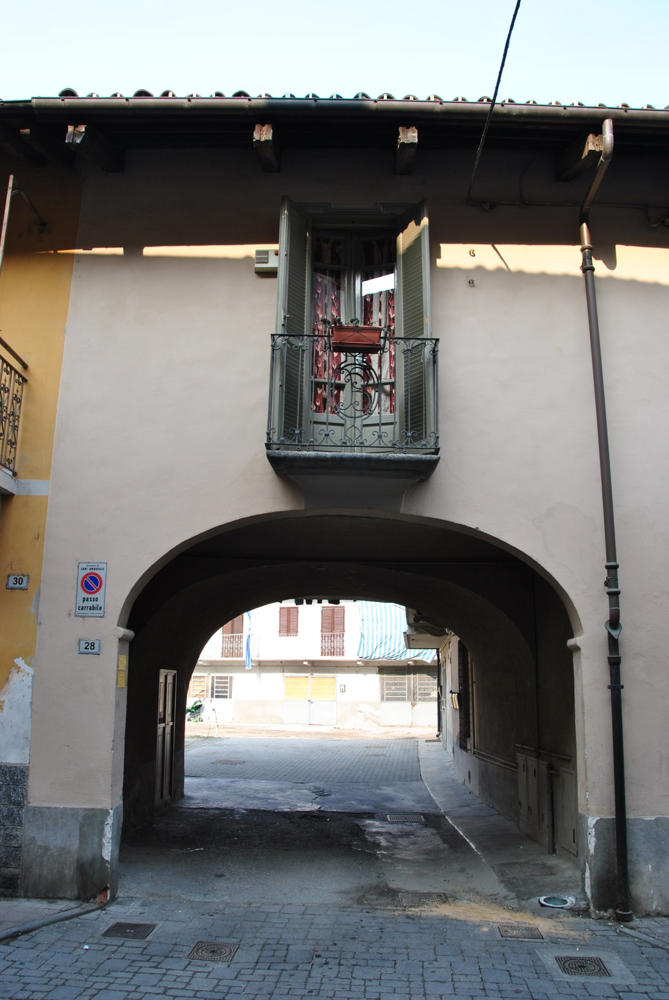 Comune di
SANT'AMBROGIO
passo
carrabile
30
28